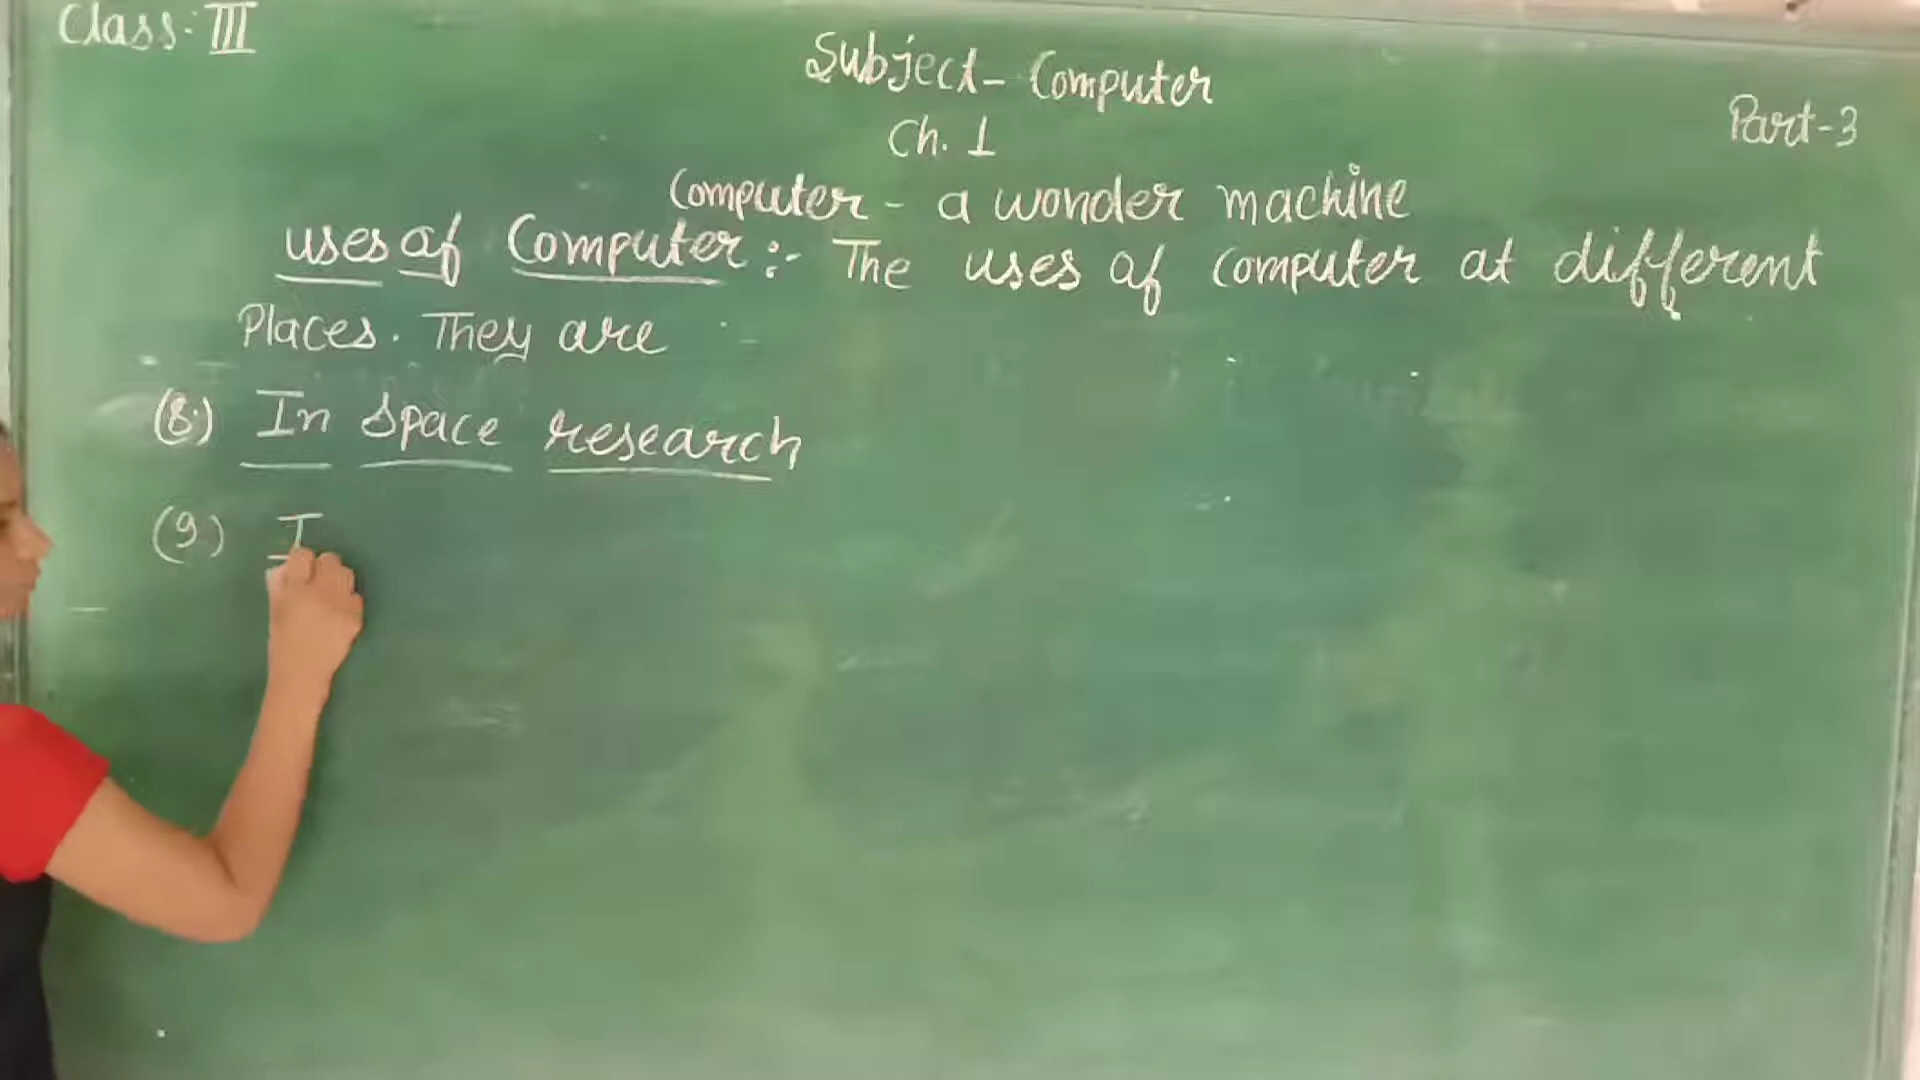 Class: III
Subject - Computer
Part-3
Ch. 1
Computer - a wonder machine
uses of Computer :- The uses of computer at different
Places. They are
(8.) In space research
(9.) I